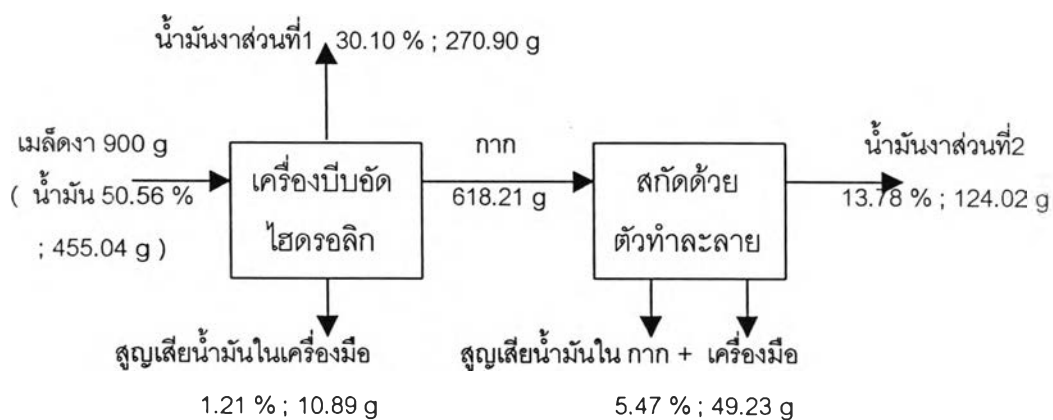 น้ำมันงาส่วนที่1 30.10 % ; 270.90 g
เมล็ดงา 900 g
( น้ำมัน 50.56 %
; 455.04 g )
เครื่องบีบอัด
ไฮดรอลิก
กาก
618.21 g
สกัดด้วย
ตัวทำละลาย
น้ำมันงาส่วนที่2
13.78 % ; 124.02 g
สูญเสียน้ำมันในเครื่องมือ
1.21 % ; 10.89 g
สูญเสียน้ำมันใน กาก + เครื่องมือ
5.47 % ; 49.23 g